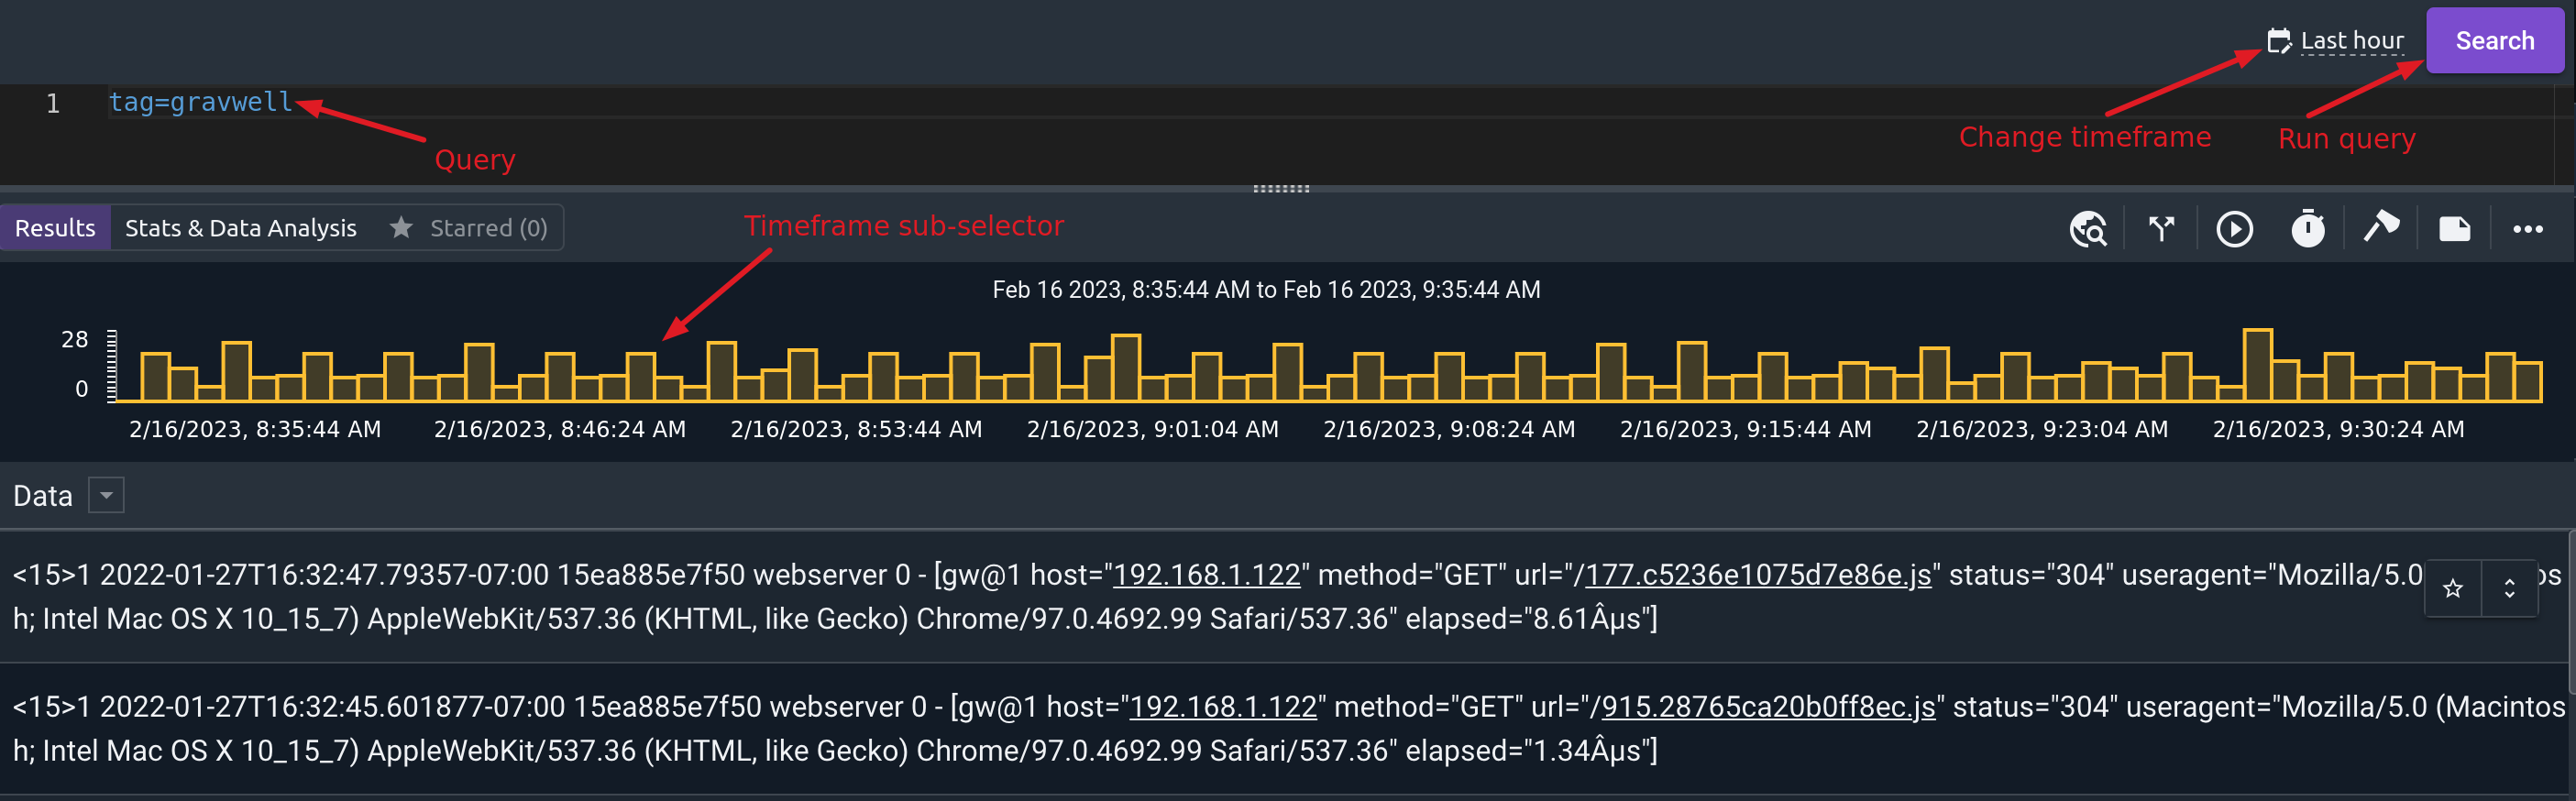 Last hour
Search
1 tag=gravwell
Query
Change timeframe
Run query
Results
Stats & Data Analysis
Starred (0)
Timeframe sub-selector
Feb 16 2023, 8:35:44 AM to Feb 16 2023, 9:35:44 AM
28
0
2/16/2023, 8:35:44 AM
2/16/2023, 8:46:24 AM
2/16/2023, 8:53:44 AM
2/16/2023, 9:01:04 AM
2/16/2023, 9:08:24 AM
2/16/2023, 9:15:44 AM
2/16/2023, 9:23:04 AM
2/16/2023, 9:30:24 AM
Data
<15>1 2022-01-27T16:32:47.79357-07:00 15ea885e7f50 webserver 0 - [gw@1 host="192.168.1.122" method="GET" url="/177.c5236e1075d7e86e.js" status="304" useragent="Mozilla/5.0 os
h; Intel Mac OS X 10_15_7) AppleWebKit/537.36 (KHTML, like Gecko) Chrome/97.0.4692.99 Safari/537.36" elapsed="8.61Âµs"]
<15>1 2022-01-27T16:32:45.601877-07:00 15ea885e7f50 webserver 0 - [gw@1 host="192.168.1.122" method="GET" url="/915.28765ca20b0ff8ec.js" status="304" useragent="Mozilla/5.0 (Macintos
h; Intel Mac OS X 10_15_7) AppleWebKit/537.36 (KHTML, like Gecko) Chrome/97.0.4692.99 Safari/537.36" elapsed="1.34Âµs"]